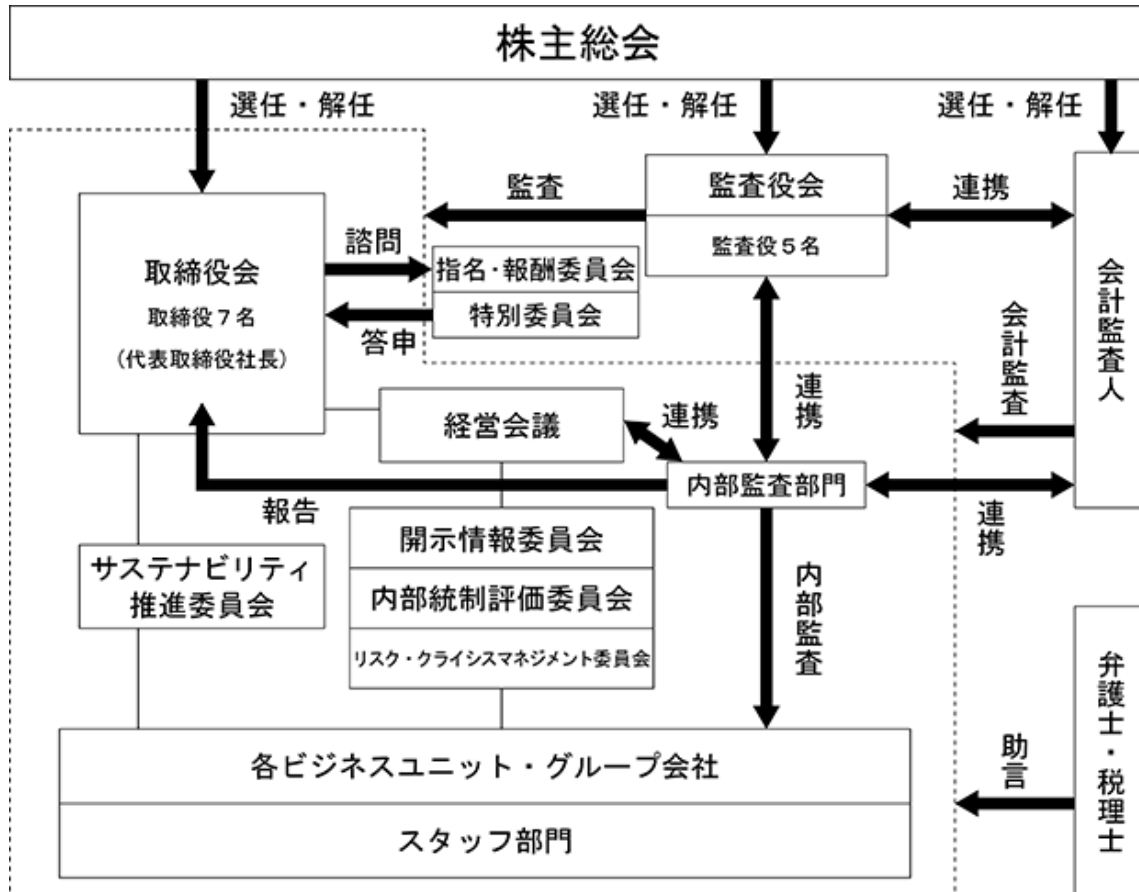 株主総会
選任・解任
選任・解任
選任・解任
監査役会
監査役5名
監査
連携
取締役会
取締役7名
(代表取締役社長)
諮問
答申
指名・報酬委員会
特別委員会
会計監査人
会計監査
経営会議
連携
連携
内部監査部門
連携
報告
開示情報委員会
内部統制評価委員会
リスク・クライシスマネジメント委員会
サステナビリティ
推進委員会
内部監査
弁護士・税理士
助言
各ビジネスユニット・グループ会社
スタッフ部門